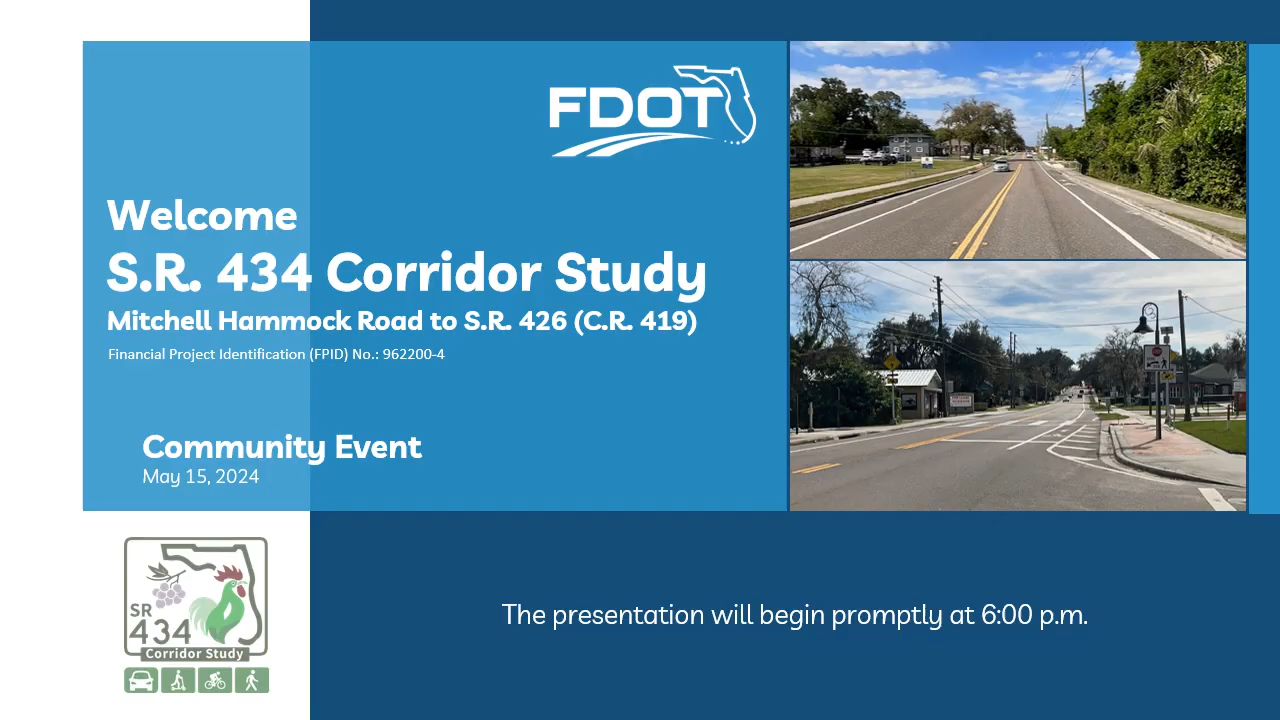 FDOT
Welcome
S.R. 434 Corridor Study
Mitchell Hammock Road to S.R. 426 (C.R. 419)
Financial Project Identification (FPID) No.: 962200-4
Community Event
May 15, 2024
SR
434
Corridor Study
The presentation will begin promptly at 6:00 p.m.